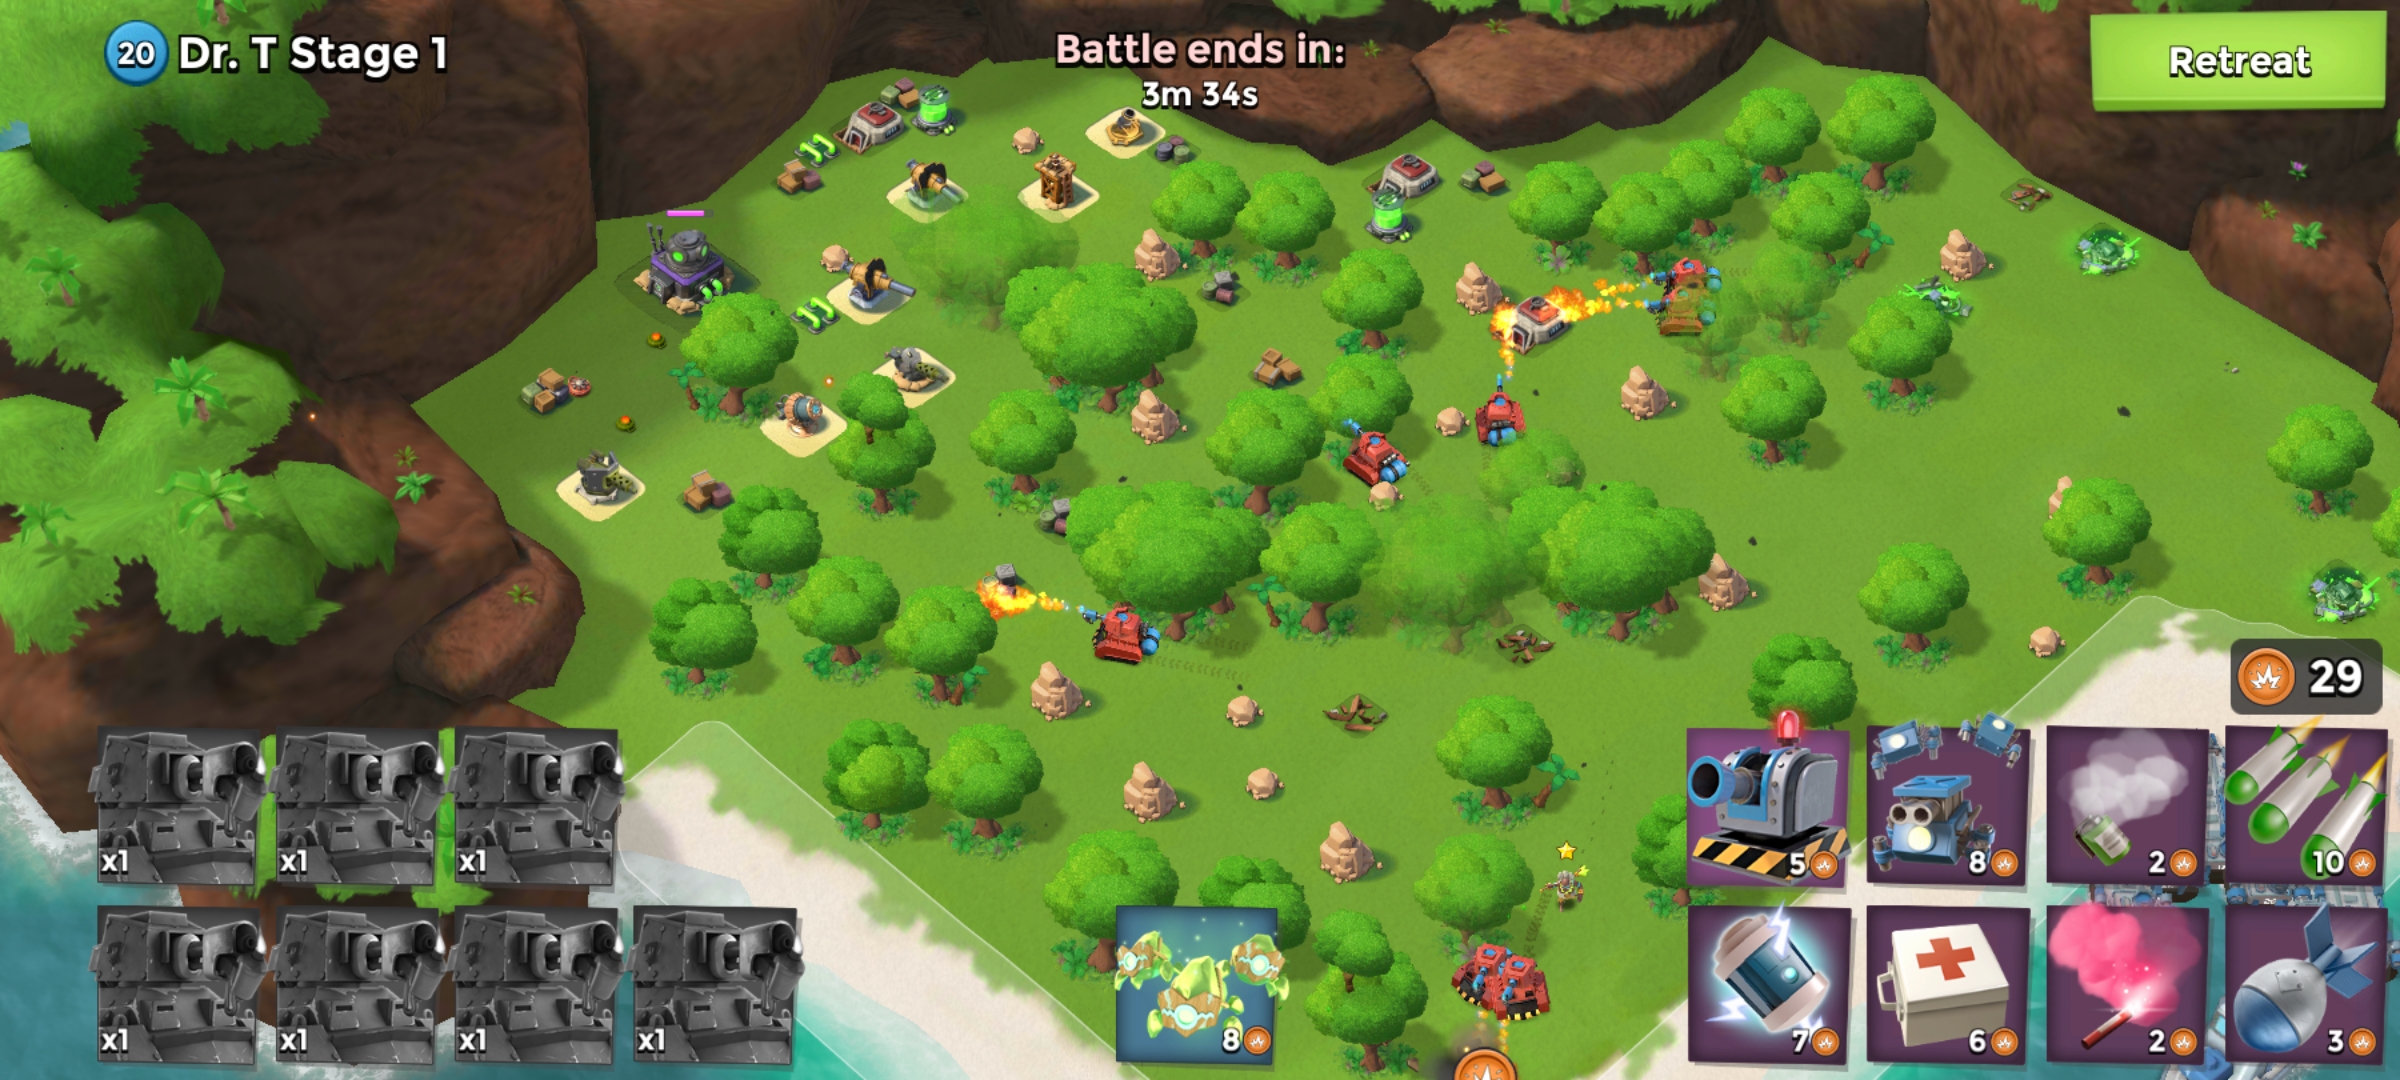 20 Dr. T Stage 1
Battle ends in:
3m 34s
Retreat
29
x1 x1 x1
5 8 2 10
x1 x1 x1 x1
8
7 6 2 3